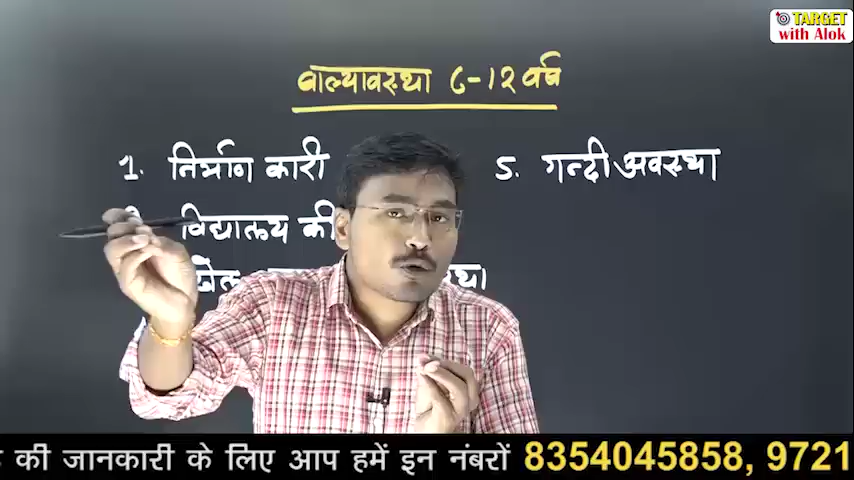 TARGET
with Alok
बाल्यावस्था 6-12 वर्ष
1. निर्माण कारी
5. गन्दी अवस्था
विद्यालय की
खेल
की जानकारी के लिए आप हमें इन नंबरों 8354045858, 9721